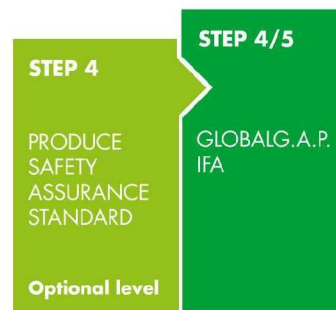 STEP 4
PRODUCE
SAFETY
ASSURANCE
STANDARD
Optional level
STEP 4/5
GLOBALG.A.P.
IFA